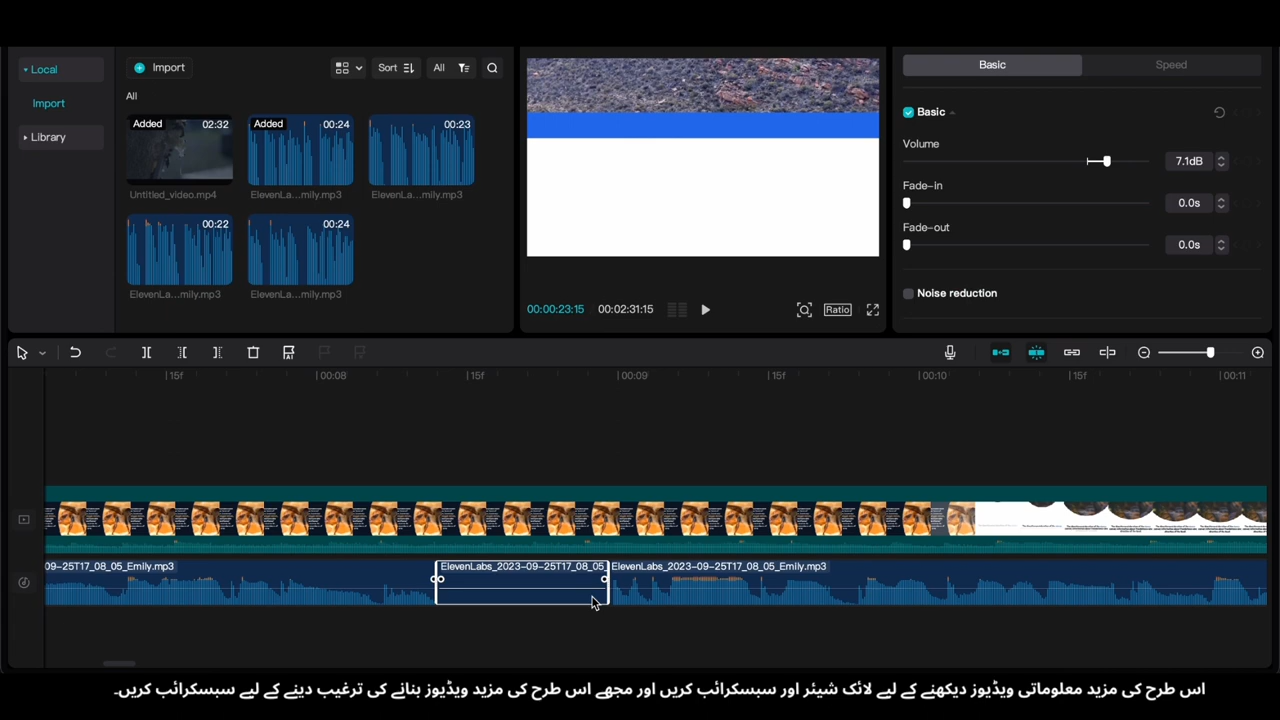 Local
Import
Library
Import
Sort
All
All
Added
02:32
Added
00:24
00:23
Untitled_video.mp4
ElevenLa...mily.mp3
ElevenLa...mily.mp3
00:22
00:24
ElevenLa...mily.mp3
ElevenLa...mily.mp3
00:00:23:15
00:02:31:15
Ratio
Basic
Speed
Basic
Volume
7.1dB
Fade-in
0.0s
Fade-out
0.0s
Noise reduction
15f
00:08
15f
00:09
15f
00:10
15f
00:11
09-25T17_08_05_Emily.mp3
ElevenLabs_2023-09-25T17_08_05
ElevenLabs_2023-09-25T17_08_05_Emily.mp3
اس طرح کی مزید معلوماتی ویڈیوز دیکھنے کے لیے لائک شیئر اور سبسکرائب کریں اور مجھے اس طرح کی مزید ویڈیوز بنانے کی ترغیب دینے کے لیے سبسکرائب کریں۔